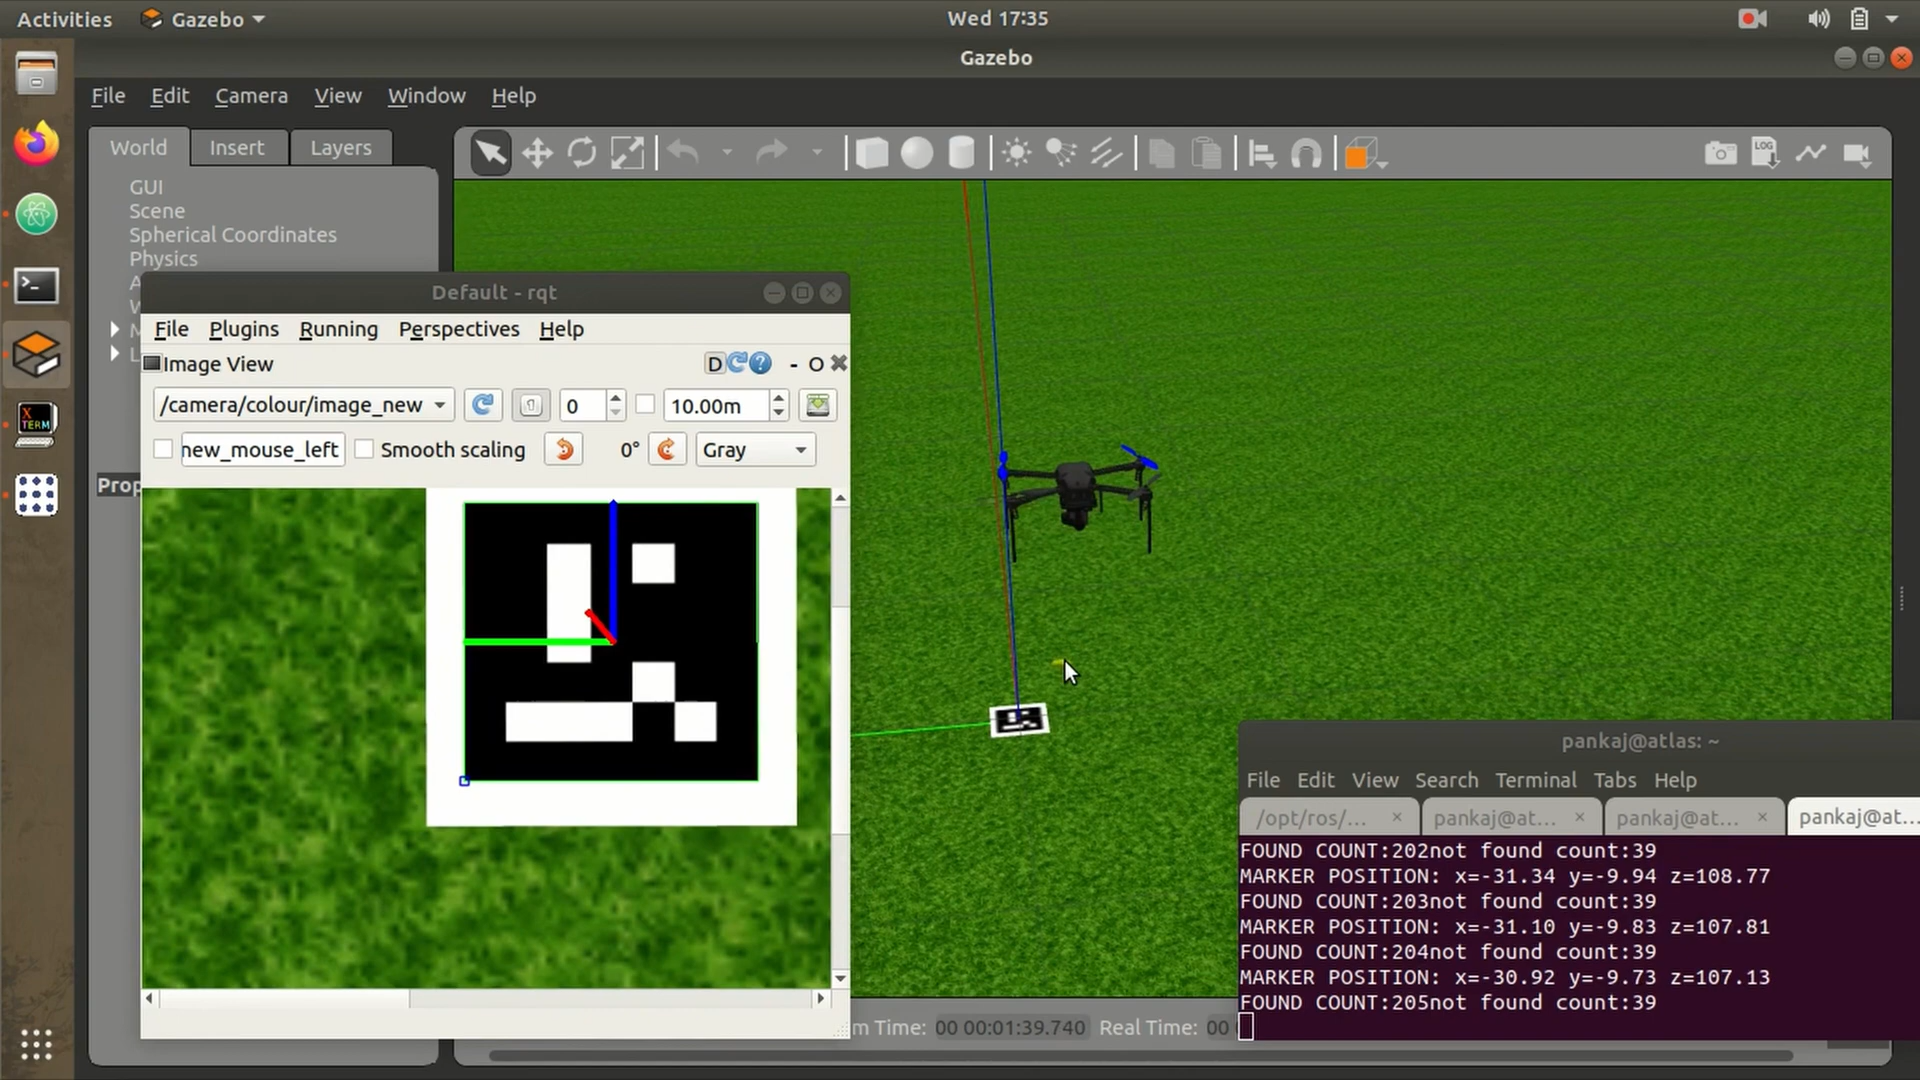 Activities Gazebo Wed 17:35
Gazebo
File Edit Camera View Window Help
World Insert Layers
GUI
Scene
Spherical Coordinates
Physics
Default - rqt
File Plugins Running Perspectives Help
Image View D ? - O
/camera/colour/image_new 0 10.00m
new_mouse_left Smooth scaling 0° Gray
Prop
LOG
X TERM
m Time: 00 00:01:39.740 Real Time: 00
pankaj@atlas: ~
File Edit View Search Terminal Tabs Help
/opt/ros/... × pankaj@at... × pankaj@at... × pankaj@at...
FOUND COUNT:202not found count:39
MARKER POSITION: x=-31.34 y=-9.94 z=108.77
FOUND COUNT:203not found count:39
MARKER POSITION: x=-31.10 y=-9.83 z=107.81
FOUND COUNT:204not found count:39
MARKER POSITION: x=-30.92 y=-9.73 z=107.13
FOUND COUNT:205not found count:39